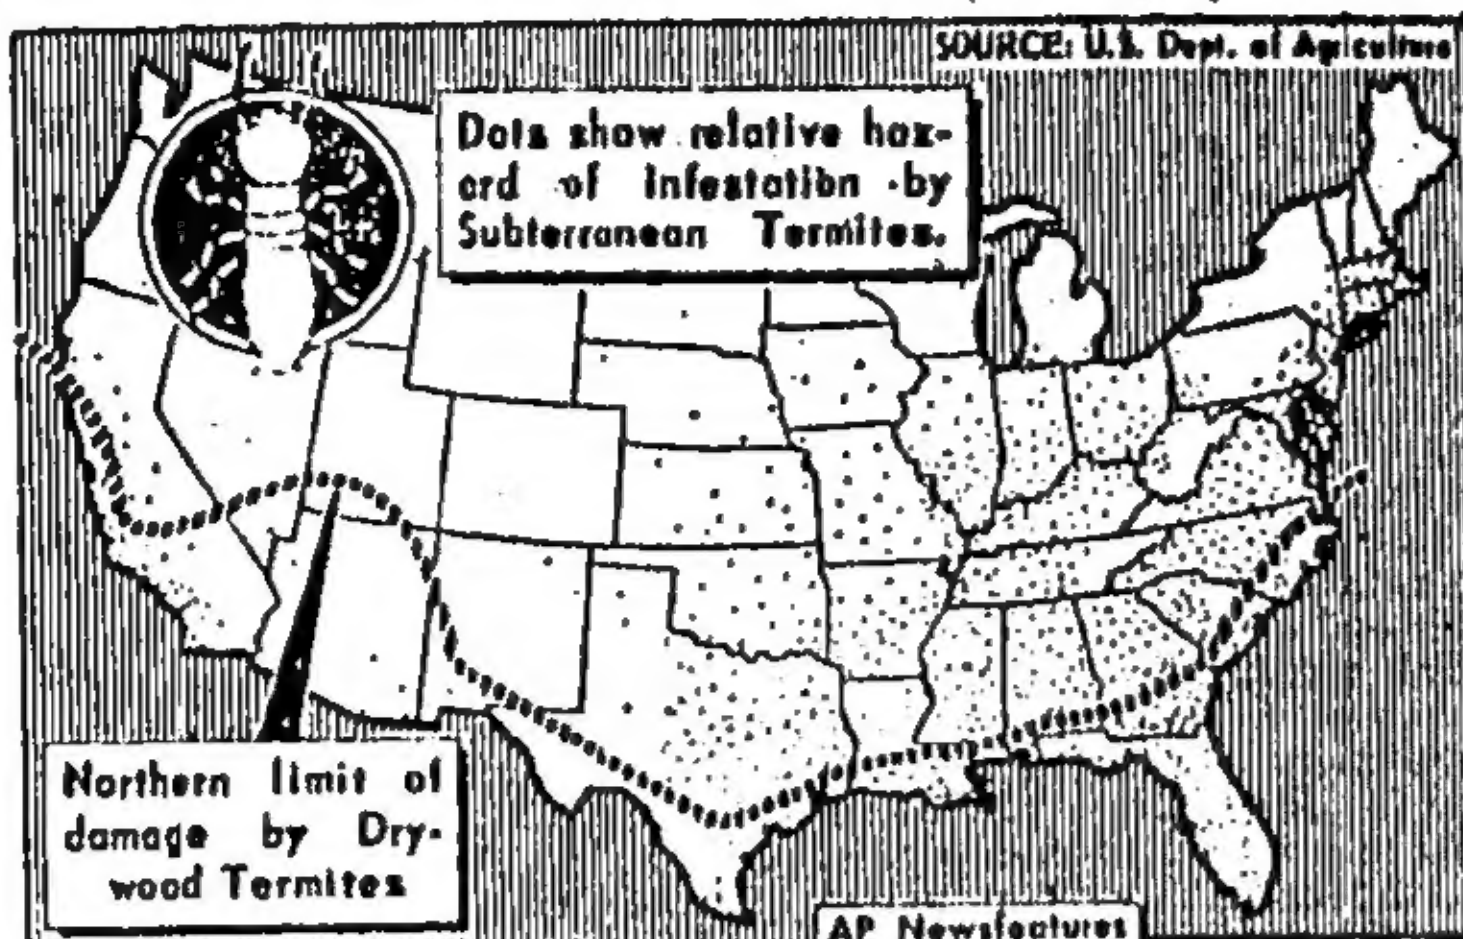 SOURCE: U.S. Dept. of Agriculture
Dots show relative haz-
ard of infestation by
Subterranean Termites.
Northern limit of
damage by Dry-
wood Termites
AP Newsfeatures